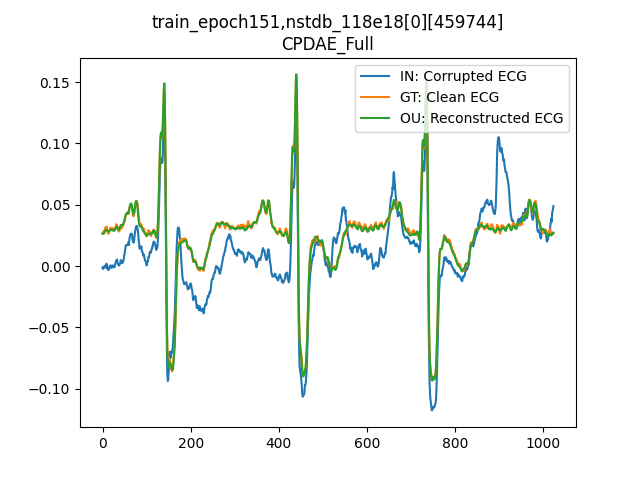 train_epoch151,nstdb_118e18[0][459744]
CPDAE_Full
IN: Corrupted ECG
GT: Clean ECG
OU: Reconstructed ECG
0.15
0.10
0.05
0.00
−0.05
−0.10
0 200 400 600 800 1000